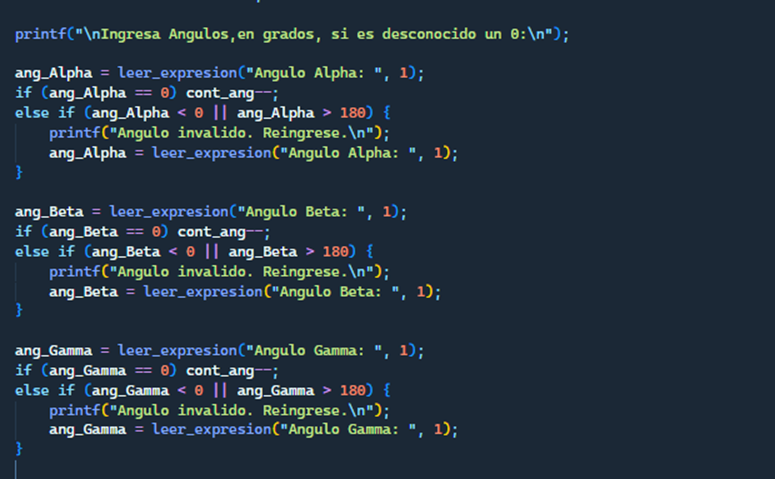 printf("\nIngresa Angulos,en grados, si es desconocido un 0:\n");
ang_Alpha = leer_expresion("Angulo Alpha: ", 1);
if (ang_Alpha == 0) cont_ang--;
else if (ang_Alpha < 0 || ang_Alpha > 180) {
    printf("Angulo invalido. Reingrese.\n");
    ang_Alpha = leer_expresion("Angulo Alpha: ", 1);
}
ang_Beta = leer_expresion("Angulo Beta: ", 1);
if (ang_Beta == 0) cont_ang--;
else if (ang_Beta < 0 || ang_Beta > 180) {
    printf("Angulo invalido. Reingrese.\n");
    ang_Beta = leer_expresion("Angulo Beta: ", 1);
}
ang_Gamma = leer_expresion("Angulo Gamma: ", 1);
if (ang_Gamma == 0) cont_ang--;
else if (ang_Gamma < 0 || ang_Gamma > 180) {
    printf("Angulo invalido. Reingrese.\n");
    ang_Gamma = leer_expresion("Angulo Gamma: ", 1);
}